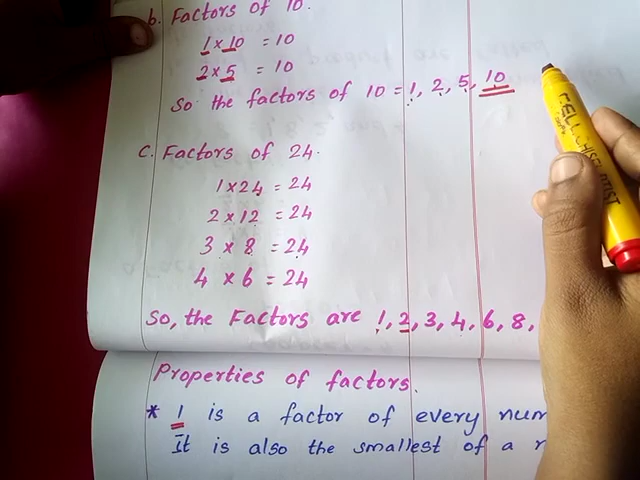 b. Factors of 10.
1 × 10 = 10
2 × 5 = 10
So the factors of 10 = 1, 2, 5, 10
c. Factors of 24.
1 × 24 = 24
2 × 12 = 24
3 × 8 = 24
4 × 6 = 24
So, the Factors are 1, 2, 3, 4, 6, 8,
Properties of factors.
* 1 is a factor of every num
It is also the smallest of a